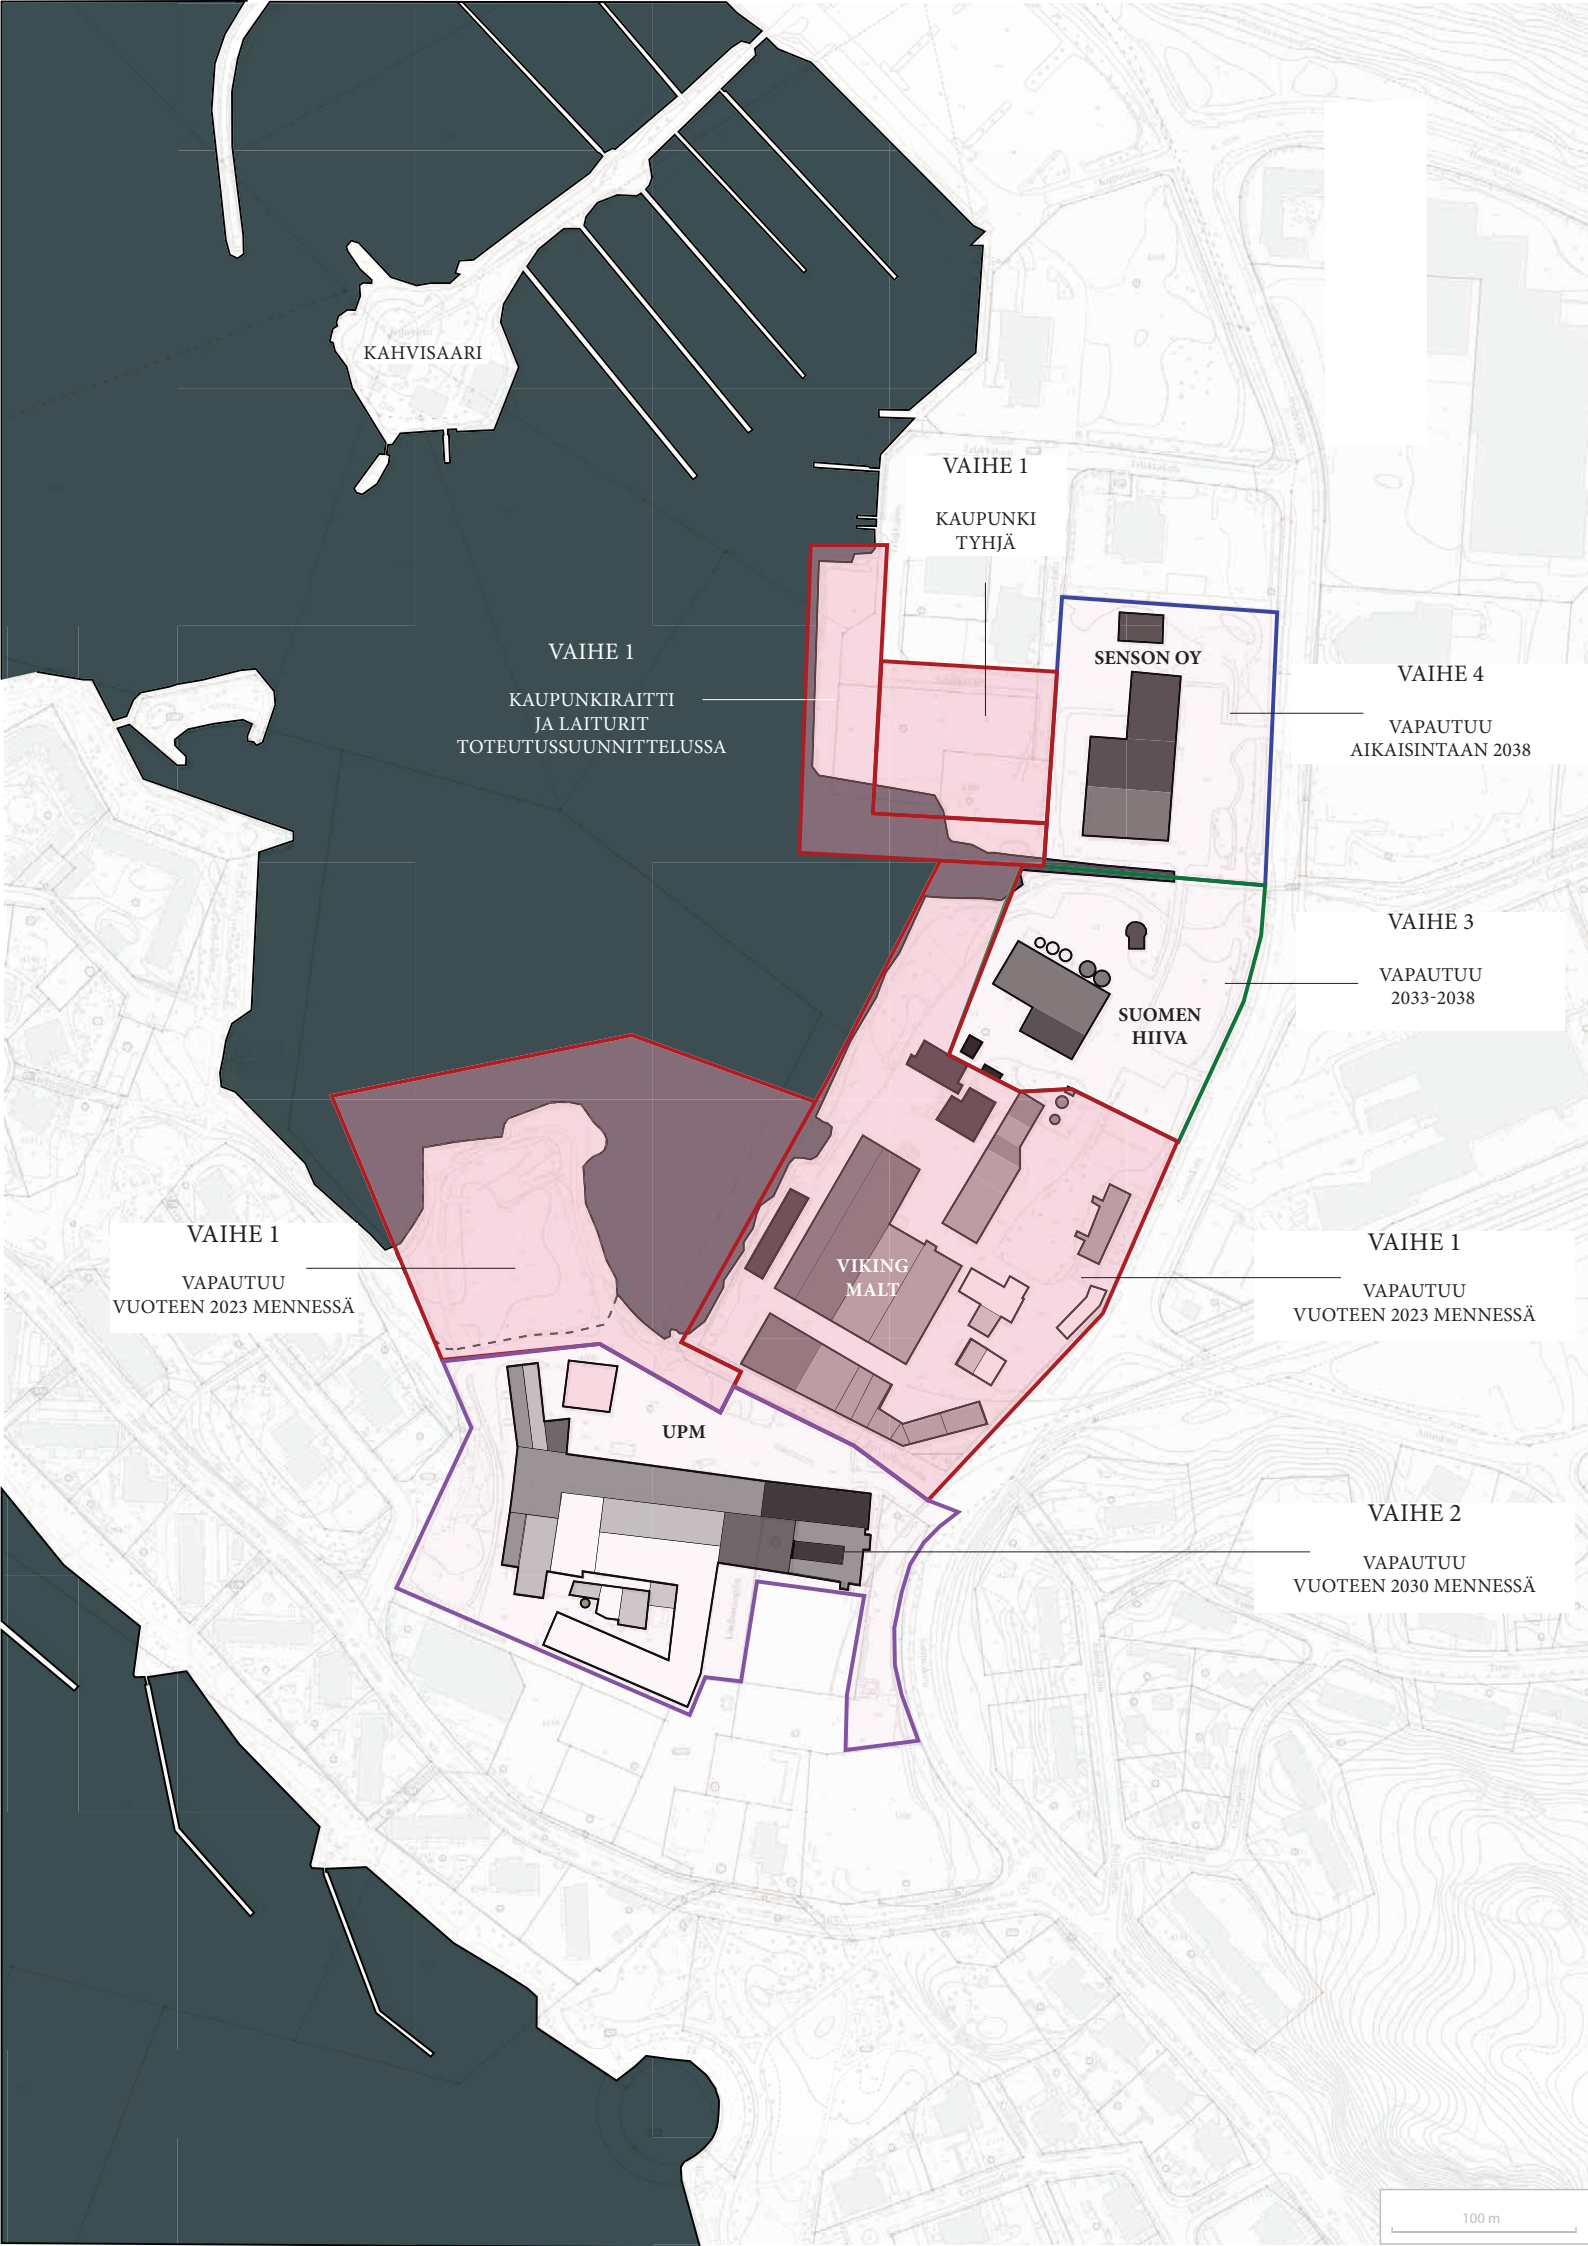 KAHVISAARI
VAIHE 1
KAUPUNKI
TYHJÄ
VAIHE 1
KAUPUNKIRAITTI
JA LAITURIT
TOTEUTUSSUUNNITTELUSSA
SENSON OY
VAIHE 4
VAPAUTUU
AIKAISINTAAN 2038
VAIHE 3
VAPAUTUU
2033-2038
SUOMEN
HIIVA
VAIHE 1
VAPAUTUU
VUOTEEN 2023 MENNESSÄ
VIKING
MALT
VAIHE 1
VAPAUTUU
VUOTEEN 2023 MENNESSÄ
UPM
VAIHE 2
VAPAUTUU
VUOTEEN 2030 MENNESSÄ
100 m